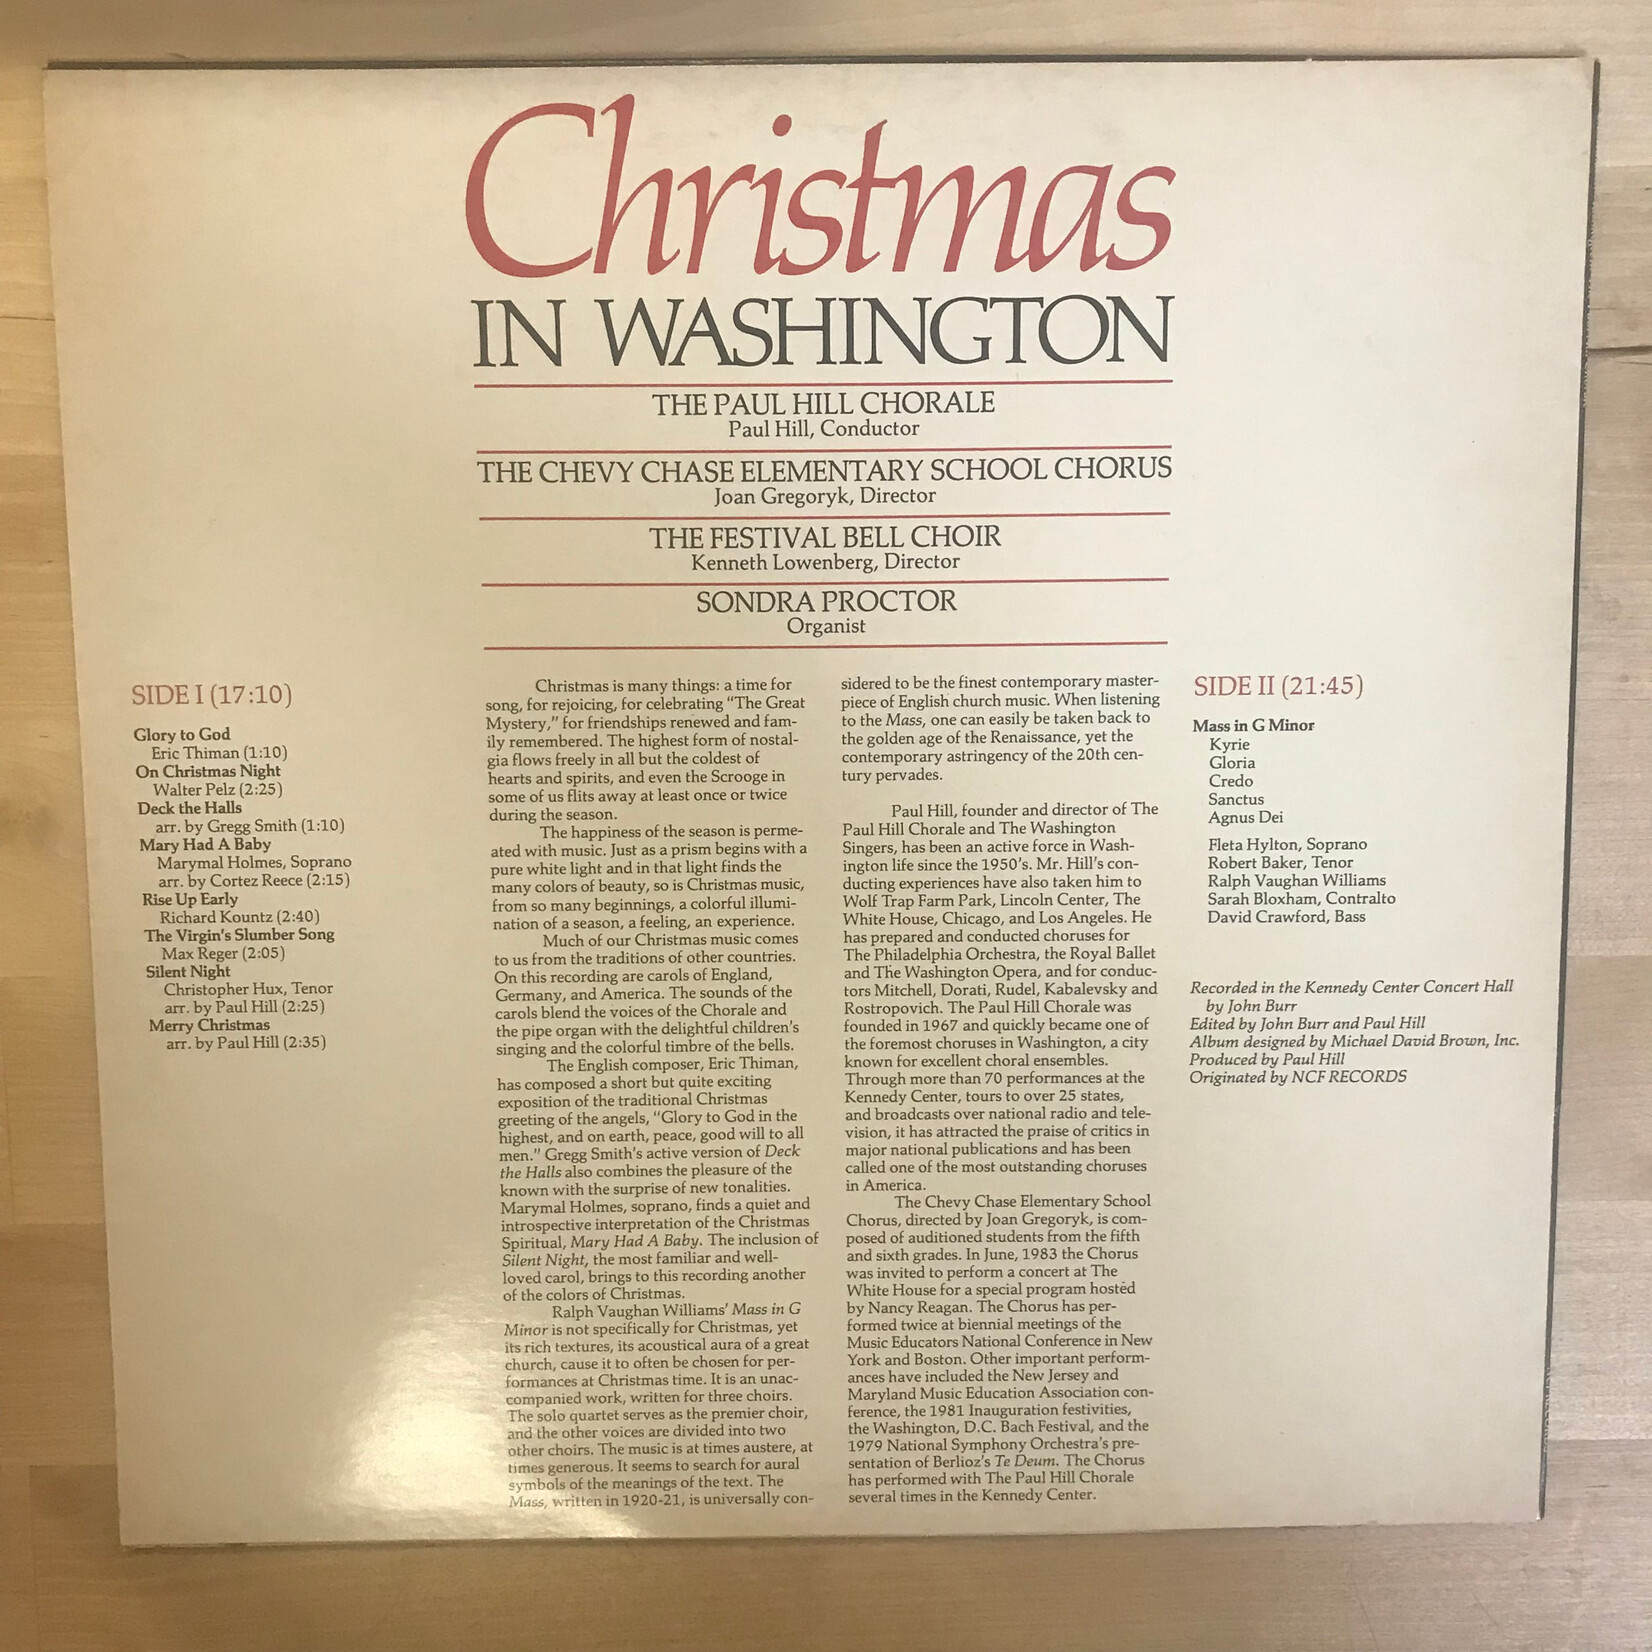 Christmas
IN WASHINGTON
THE PAUL HILL CHORALE
Paul Hill, Conductor
THE CHEVY CHASE ELEMENTARY SCHOOL CHORUS
Joan Gregoryk, Director
THE FESTIVAL BELL CHOIR
Kenneth Lowenberg, Director
SONDRA PROCTOR
Organist
SIDE I (17:10)
Glory to God
Eric Thiman (1:10)
On Christmas Night
Walter Pelz (2:25)
Deck the Halls
arr. by Gregg Smith (1:10)
Mary Had A Baby
Marymal Holmes, Soprano
arr. by Cortez Reece (2:15)
Rise Up Early
Richard Kountz (2:40)
The Virgin's Slumber Song
Max Reger (2:05)
Silent Night
Christopher Hux, Tenor
arr. by Paul Hill (2:25)
Merry Christmas
arr. by Paul Hill (2:35)
Christmas is many things: a time for
song, for rejoicing, for celebrating "The Great
Mystery," for friendships renewed and fam-
ily remembered. The highest form of nostal-
gia flows freely in all but the coldest of
hearts and spirits, and even the Scrooge in
some of us flits away at least once or twice
during the season.
The happiness of the season is perme-
ated with music. Just as a prism begins with a
pure white light and in that light finds the
many colors of beauty, so is Christmas music,
from so many beginnings, a colorful illumi-
nation of a season, a feeling, an experience.
Much of our Christmas music comes
to us from the traditions of other countries.
On this recording are carols of England,
Germany, and America. The sounds of the
carols blend the voices of the Chorale and
the pipe organ with the delightful children's
singing and the colorful timbre of the bells.
The English composer, Eric Thiman,
has composed a short but quite exciting
exposition of the traditional Christmas
greeting of the angels, "Glory to God in the
highest, and on earth, peace, good will to all
men." Gregg Smith's active version of Deck
the Halls also combines the pleasure of the
known with the surprise of new tonalities.
Marymal Holmes, soprano, finds a quiet and
introspective interpretation of the Christmas
Spiritual, Mary Had A Baby. The inclusion of
Silent Night, the most familiar and well-
loved carol, brings to this recording another
of the colors of Christmas.
Ralph Vaughan Williams' Mass in G
Minor is not specifically for Christmas, yet
its rich textures, its acoustical aura of a great
church, cause it to often be chosen for per-
formances at Christmas time. It is an unac-
companied work, written for three choirs.
The solo quartet serves as the premier choir,
and the other voices are divided into two
other choirs. The music is at times austere, at
times generous. It seems to search for aural
symbols of the meanings of the text. The
Mass, written in 1920-21, is universally con-
sidered to be the finest contemporary master-
piece of English church music. When listening
to the Mass, one can easily be taken back to
the golden age of the Renaissance, yet the
contemporary astringency of the 20th cen-
tury pervades.
Paul Hill, founder and director of The
Paul Hill Chorale and The Washington
Singers, has been an active force in Wash-
ington life since the 1950's. Mr. Hill's con-
ducting experiences have also taken him to
Wolf Trap Farm Park, Lincoln Center, The
White House, Chicago, and Los Angeles. He
has prepared and conducted choruses for
The Philadelphia Orchestra, the Royal Ballet
and The Washington Opera, and for conduc-
tors Mitchell, Dorati, Rudel, Kabalevsky and
Rostropovich. The Paul Hill Chorale was
founded in 1967 and quickly became one of
the foremost choruses in Washington, a city
known for excellent choral ensembles.
Through more than 70 performances at the
Kennedy Center, tours to over 25 states,
and broadcasts over national radio and tele-
vision, it has attracted the praise of critics in
major national publications and has been
called one of the most outstanding choruses
in America.
The Chevy Chase Elementary School
Chorus, directed by Joan Gregoryk, is com-
posed of auditioned students from the fifth
and sixth grades. In June, 1983 the Chorus
was invited to perform a concert at The
White House for a special program hosted
by Nancy Reagan. The Chorus has per-
formed twice at biennial meetings of the
Music Educators National Conference in New
York and Boston. Other important perform-
ances have included the New Jersey and
Maryland Music Education Association con-
ference, the 1981 Inauguration festivities,
the Washington, D.C. Bach Festival, and the
1979 National Symphony Orchestra's pre-
sentation of Berlioz's Te Deum. The Chorus
has performed with The Paul Hill Chorale
several times in the Kennedy Center.
SIDE II (21:45)
Mass in G Minor
Kyrie
Gloria
Credo
Sanctus
Agnus Dei
Fleta Hylton, Soprano
Robert Baker, Tenor
Ralph Vaughan Williams
Sarah Bloxham, Contralto
David Crawford, Bass
Recorded in the Kennedy Center Concert Hall
by John Burr
Edited by John Burr and Paul Hill
Album designed by Michael David Brown, Inc.
Produced by Paul Hill
Originated by NCF RECORDS